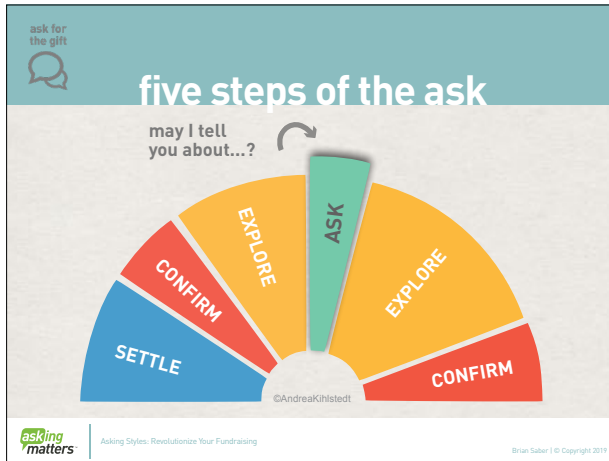 ask for
the gift
five steps of the ask
may I tell
you about...?
SETTLE
CONFIRM
EXPLORE
ASK
EXPLORE
CONFIRM
©AndreaKihlstedt
asking
matters™
Asking Styles: Revolutionize Your Fundraising
Brian Saber | © Copyright 2019